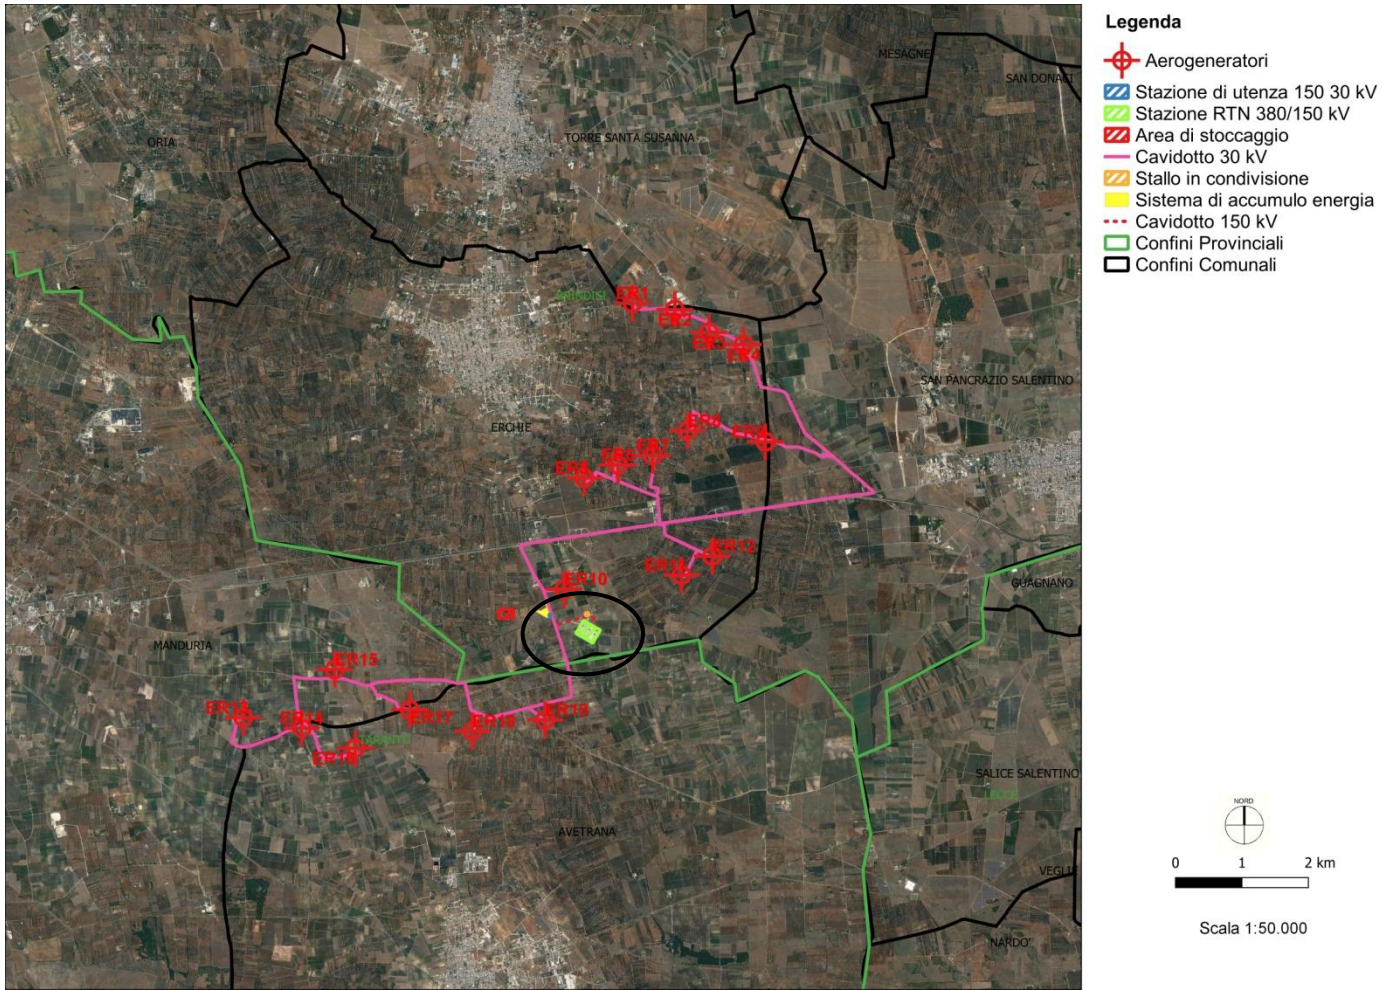 Legenda
Aerogeneratori
Stazione di utenza 150 30 kV
Stazione RTN 380/150 kV
Area di stoccaggio
Cavidotto 30 kV
Stallo in condivisione
Sistema di accumulo energia
Cavidotto 150 kV
Confini Provinciali
Confini Comunali
MESAGNE
SAN DONACI
ORIA
TORRE SANTA SUSANNA
BRINDISI
ER1
ER2
ER3
ER4
SAN PANCRAZIO SALENTINO
ERCHIE
ER8
ER7
ER6
ER12
ER11
ER10
GUAGNANO
MANDURIA
ER15
ER13
ER14
ER17
ER18
ER19
ER16
SALICE SALENTINO
LECCE
AVETRANA
VEGLIE
NARDO'
NORD
0 1 2 km
Scala 1:50.000